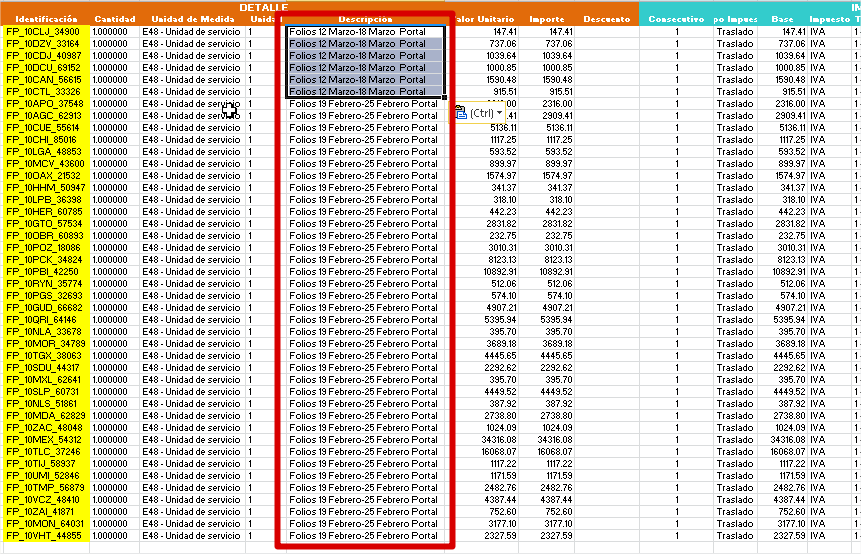 DETALLE IM
Identificación Cantidad Unidad de Medida Unidad Descripción Valor Unitario Importe Descuento Consecutivo po Impues Base Impuesto T
FP_10CLJ_34900 1.000000 E48 - Unidad de servicio 1 Folios 12 Marzo-18 Marzo Portal 147.41 147.41 1 Traslado 147.41 IVA 1-
FP_10DZV_33164 1.000000 E48 - Unidad de servicio 1 Folios 12 Marzo-18 Marzo Portal 737.06 737.06 1 Traslado 737.06 IVA 1-
FP_10CDJ_40987 1.000000 E48 - Unidad de servicio 1 Folios 12 Marzo-18 Marzo Portal 1039.64 1039.64 1 Traslado 1039.64 IVA 1-
FP_10DCU_69152 1.000000 E48 - Unidad de servicio 1 Folios 12 Marzo-18 Marzo Portal 1000.85 1000.85 1 Traslado 1000.85 IVA 1-
FP_10CAN_56615 1.000000 E48 - Unidad de servicio 1 Folios 12 Marzo-18 Marzo Portal 1590.48 1590.48 1 Traslado 1590.48 IVA 1-
FP_10CTL_33326 1.000000 E48 - Unidad de servicio 1 Folios 12 Marzo-18 Marzo Portal 915.51 915.51 1 Traslado 915.51 IVA 1-
FP_10APO_37548 1.000000 E48 - Unidad de servicio 1 Folios 19 Febrero-25 Febrero Portal .00 2316.00 1 Traslado 2316.00 IVA 1-
FP_10AGC_62913 1.000000 E48 - Unidad de servicio 1 Folios 19 Febrero-25 Febrero Portal (Ctrl) .41 2909.41 1 Traslado 2909.41 IVA 1-
FP_10CUE_55614 1.000000 E48 - Unidad de servicio 1 Folios 19 Febrero-25 Febrero Portal 5136.11 5136.11 1 Traslado 5136.11 IVA 1-
FP_10CHI_85016 1.000000 E48 - Unidad de servicio 1 Folios 19 Febrero-25 Febrero Portal 1117.25 1117.25 1 Traslado 1117.25 IVA 1-
FP_10LGA_48853 1.000000 E48 - Unidad de servicio 1 Folios 19 Febrero-25 Febrero Portal 593.52 593.52 1 Traslado 593.52 IVA 1-
FP_10MCV_43600 1.000000 E48 - Unidad de servicio 1 Folios 19 Febrero-25 Febrero Portal 899.97 899.97 1 Traslado 899.97 IVA 1-
FP_10OAX_21532 1.000000 E48 - Unidad de servicio 1 Folios 19 Febrero-25 Febrero Portal 1574.97 1574.97 1 Traslado 1574.97 IVA 1-
FP_10HHM_50947 1.000000 E48 - Unidad de servicio 1 Folios 19 Febrero-25 Febrero Portal 341.37 341.37 1 Traslado 341.37 IVA 1-
FP_10LPB_36398 1.000000 E48 - Unidad de servicio 1 Folios 19 Febrero-25 Febrero Portal 318.10 318.10 1 Traslado 318.10 IVA 1-
FP_10HER_60785 1.000000 E48 - Unidad de servicio 1 Folios 19 Febrero-25 Febrero Portal 442.23 442.23 1 Traslado 442.23 IVA 1-
FP_10GTO_57534 1.000000 E48 - Unidad de servicio 1 Folios 19 Febrero-25 Febrero Portal 2831.82 2831.82 1 Traslado 2831.82 IVA 1-
FP_10OBR_60893 1.000000 E48 - Unidad de servicio 1 Folios 19 Febrero-25 Febrero Portal 232.75 232.75 1 Traslado 232.75 IVA 1-
FP_10POZ_18086 1.000000 E48 - Unidad de servicio 1 Folios 19 Febrero-25 Febrero Portal 3010.31 3010.31 1 Traslado 3010.31 IVA 1-
FP_10PCK_34824 1.000000 E48 - Unidad de servicio 1 Folios 19 Febrero-25 Febrero Portal 8123.13 8123.13 1 Traslado 8123.13 IVA 1-
FP_10PBL_42250 1.000000 E48 - Unidad de servicio 1 Folios 19 Febrero-25 Febrero Portal 10892.91 10892.91 1 Traslado 10892.91 IVA 1-
FP_10RYN_35774 1.000000 E48 - Unidad de servicio 1 Folios 19 Febrero-25 Febrero Portal 512.06 512.06 1 Traslado 512.06 IVA 1-
FP_10PGS_32693 1.000000 E48 - Unidad de servicio 1 Folios 19 Febrero-25 Febrero Portal 574.10 574.10 1 Traslado 574.10 IVA 1-
FP_10GUD_66682 1.000000 E48 - Unidad de servicio 1 Folios 19 Febrero-25 Febrero Portal 4907.21 4907.21 1 Traslado 4907.21 IVA 1-
FP_10QRI_64146 1.000000 E48 - Unidad de servicio 1 Folios 19 Febrero-25 Febrero Portal 5395.94 5395.94 1 Traslado 5395.94 IVA 1-
FP_10NLA_33678 1.000000 E48 - Unidad de servicio 1 Folios 19 Febrero-25 Febrero Portal 395.70 395.70 1 Traslado 395.70 IVA 1-
FP_10MOR_34789 1.000000 E48 - Unidad de servicio 1 Folios 19 Febrero-25 Febrero Portal 3689.18 3689.18 1 Traslado 3689.18 IVA 1-
FP_10TGX_38063 1.000000 E48 - Unidad de servicio 1 Folios 19 Febrero-25 Febrero Portal 4445.65 4445.65 1 Traslado 4445.65 IVA 1-
FP_10SDU_44317 1.000000 E48 - Unidad de servicio 1 Folios 19 Febrero-25 Febrero Portal 2292.62 2292.62 1 Traslado 2292.62 IVA 1-
FP_10MXL_62641 1.000000 E48 - Unidad de servicio 1 Folios 19 Febrero-25 Febrero Portal 395.70 395.70 1 Traslado 395.70 IVA 1-
FP_10SLP_60731 1.000000 E48 - Unidad de servicio 1 Folios 19 Febrero-25 Febrero Portal 4449.52 4449.52 1 Traslado 4449.52 IVA 1-
FP_10NLS_51861 1.000000 E48 - Unidad de servicio 1 Folios 19 Febrero-25 Febrero Portal 387.92 387.92 1 Traslado 387.92 IVA 1-
FP_10MDA_62829 1.000000 E48 - Unidad de servicio 1 Folios 19 Febrero-25 Febrero Portal 2738.80 2738.80 1 Traslado 2738.80 IVA 1-
FP_10ZAC_48048 1.000000 E48 - Unidad de servicio 1 Folios 19 Febrero-25 Febrero Portal 1024.09 1024.09 1 Traslado 1024.09 IVA 1-
FP_10MEX_54312 1.000000 E48 - Unidad de servicio 1 Folios 19 Febrero-25 Febrero Portal 34316.08 34316.08 1 Traslado 34316.08 IVA 1-
FP_10TLC_37246 1.000000 E48 - Unidad de servicio 1 Folios 19 Febrero-25 Febrero Portal 16068.07 16068.07 1 Traslado 16068.07 IVA 1-
FP_10TIJ_58937 1.000000 E48 - Unidad de servicio 1 Folios 19 Febrero-25 Febrero Portal 1117.22 1117.22 1 Traslado 1117.22 IVA 1-
FP_10UMI_52846 1.000000 E48 - Unidad de servicio 1 Folios 19 Febrero-25 Febrero Portal 1171.59 1171.59 1 Traslado 1171.59 IVA 1-
FP_10TMP_56879 1.000000 E48 - Unidad de servicio 1 Folios 19 Febrero-25 Febrero Portal 2482.76 2482.76 1 Traslado 2482.76 IVA 1-
FP_10VCZ_48410 1.000000 E48 - Unidad de servicio 1 Folios 19 Febrero-25 Febrero Portal 4387.44 4387.44 1 Traslado 4387.44 IVA 1-
FP_10ZAI_41871 1.000000 E48 - Unidad de servicio 1 Folios 19 Febrero-25 Febrero Portal 752.60 752.60 1 Traslado 752.60 IVA 1-
FP_10MON_64031 1.000000 E48 - Unidad de servicio 1 Folios 19 Febrero-25 Febrero Portal 3177.10 3177.10 1 Traslado 3177.10 IVA 1-
FP_10VHT_44855 1.000000 E48 - Unidad de servicio 1 Folios 19 Febrero-25 Febrero Portal 2327.59 2327.59 1 Traslado 2327.59 IVA 1-